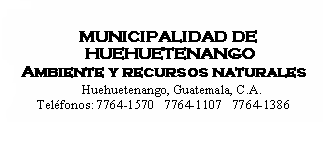 MUNICIPALIDAD DE
HUEHUETENANGO
AMBIENTE Y RECURSOS NATURALES
Huehuetenango, Guatemala, C.A.
Teléfonos: 7764-1570 7764-1107 7764-1386